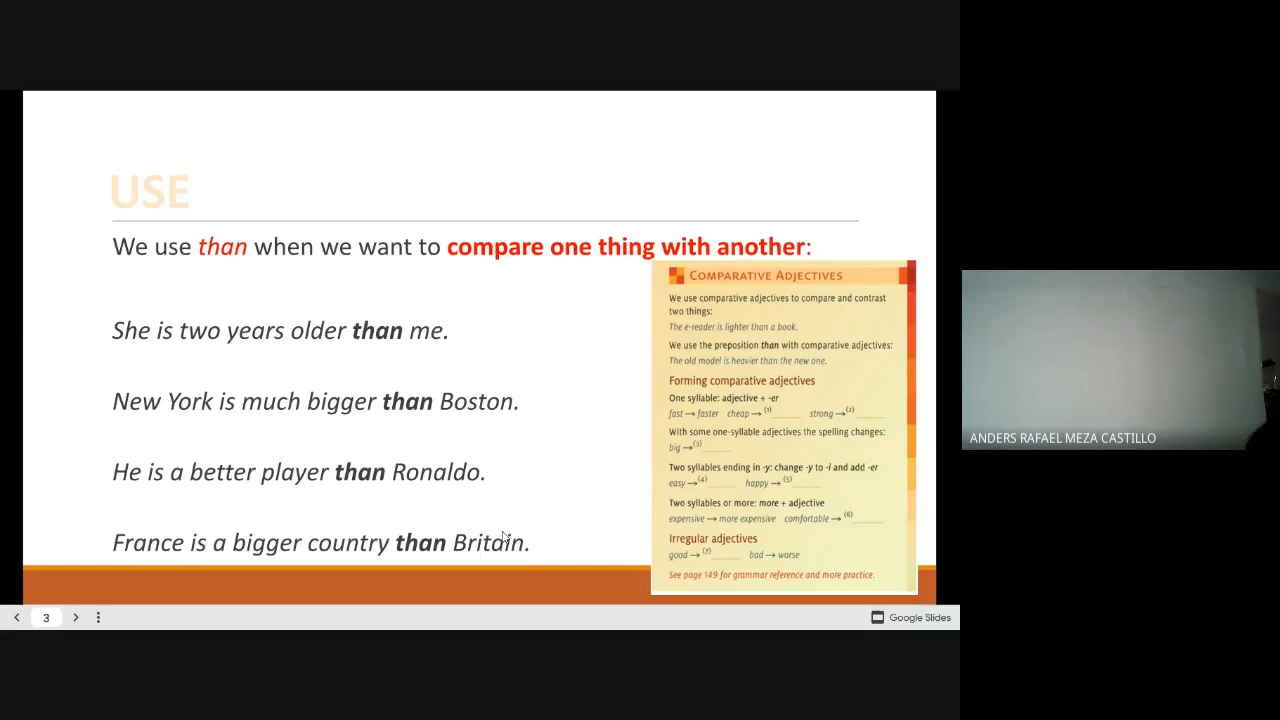 USE
We use than when we want to compare one thing with another:
She is two years older than me.
New York is much bigger than Boston.
He is a better player than Ronaldo.
France is a bigger country than Britain.
COMPARATIVE ADJECTIVES
We use comparative adjectives to compare and contrast
two things:
The e-reader is lighter than a book.
We use the preposition than with comparative adjectives:
The old model is heavier than the new one.
Forming comparative adjectives
One syllable: adjective + -er
fast → faster cheap → (1)______ strong → (2)______
With some one-syllable adjectives the spelling changes:
big → (3)______
Two syllables ending in -y: change -y to -i and add -er
easy → (4)______ happy → (5)______
Two syllables or more: more + adjective
expensive → more expensive comfortable → (6)______
Irregular adjectives
good → (7)______ bad → worse
See page 149 for grammar reference and more practice.
3
Google Slides
ANDERS RAFAEL MEZA CASTILLO